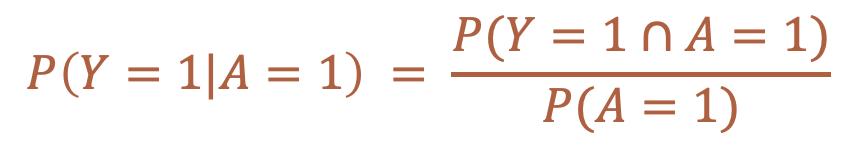 P(Y = 1|A = 1) = P(Y = 1 ∩ A = 1)
P(A = 1)